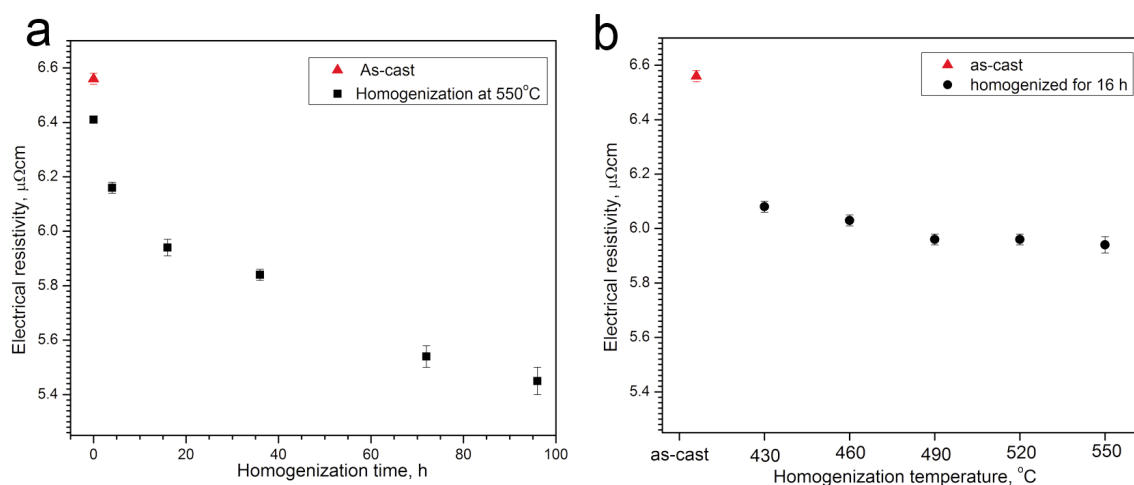 a
As-cast
Homogenization at 550°C
Electrical resistivity, μΩcm
6.6
6.4
6.2
6.0
5.8
5.6
5.4
0 20 40 60 80 100
Homogenization time, h
b
as-cast
homogenized for 16 h
Electrical resistivity, μΩcm
6.6
6.4
6.2
6.0
5.8
5.6
5.4
as-cast 430 460 490 520 550
Homogenization temperature, °C